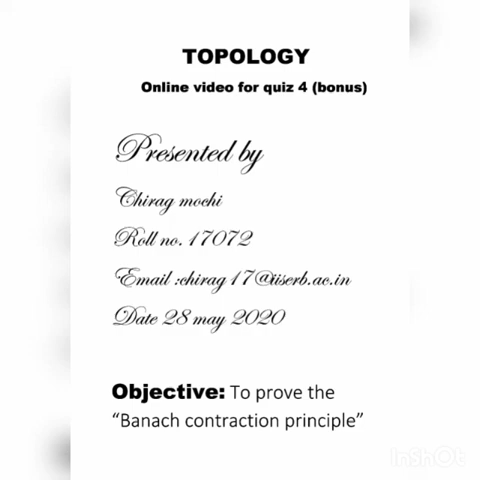 TOPOLOGY
Online video for quiz 4 (bonus)
Presented by
Chirag mochi
Roll no. 17072
Email :chirag17@iiserb.ac.in
Date 28 may 2020
Objective: To prove the
“Banach contraction principle”
InShOt